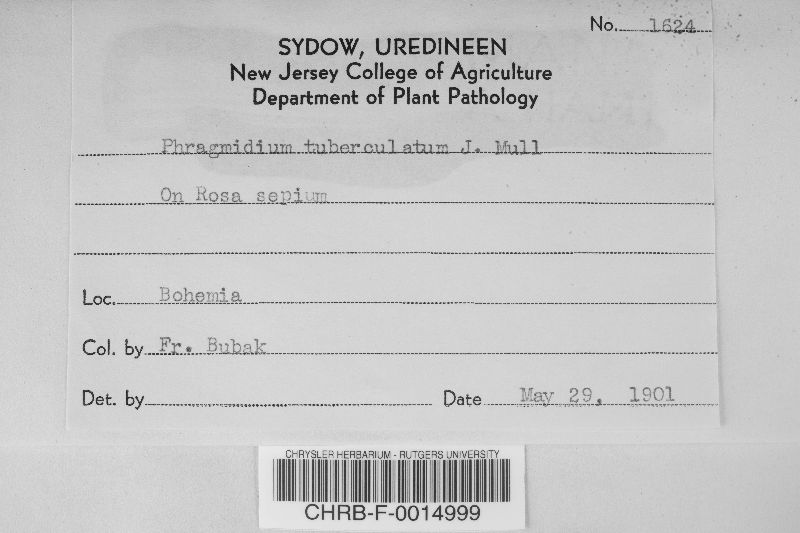 No. 1624
SYDOW, UREDINEEN
New Jersey College of Agriculture
Department of Plant Pathology
Phragmidium tuberculatum J. Mull
On Rosa sepium
Loc. Bohemia
Col. by Fr. Bubak
Det. by
Date May 29, 1901
CHRYSLER HERBARIUM - RUTGERS UNIVERSITY
CHRB-F-0014999